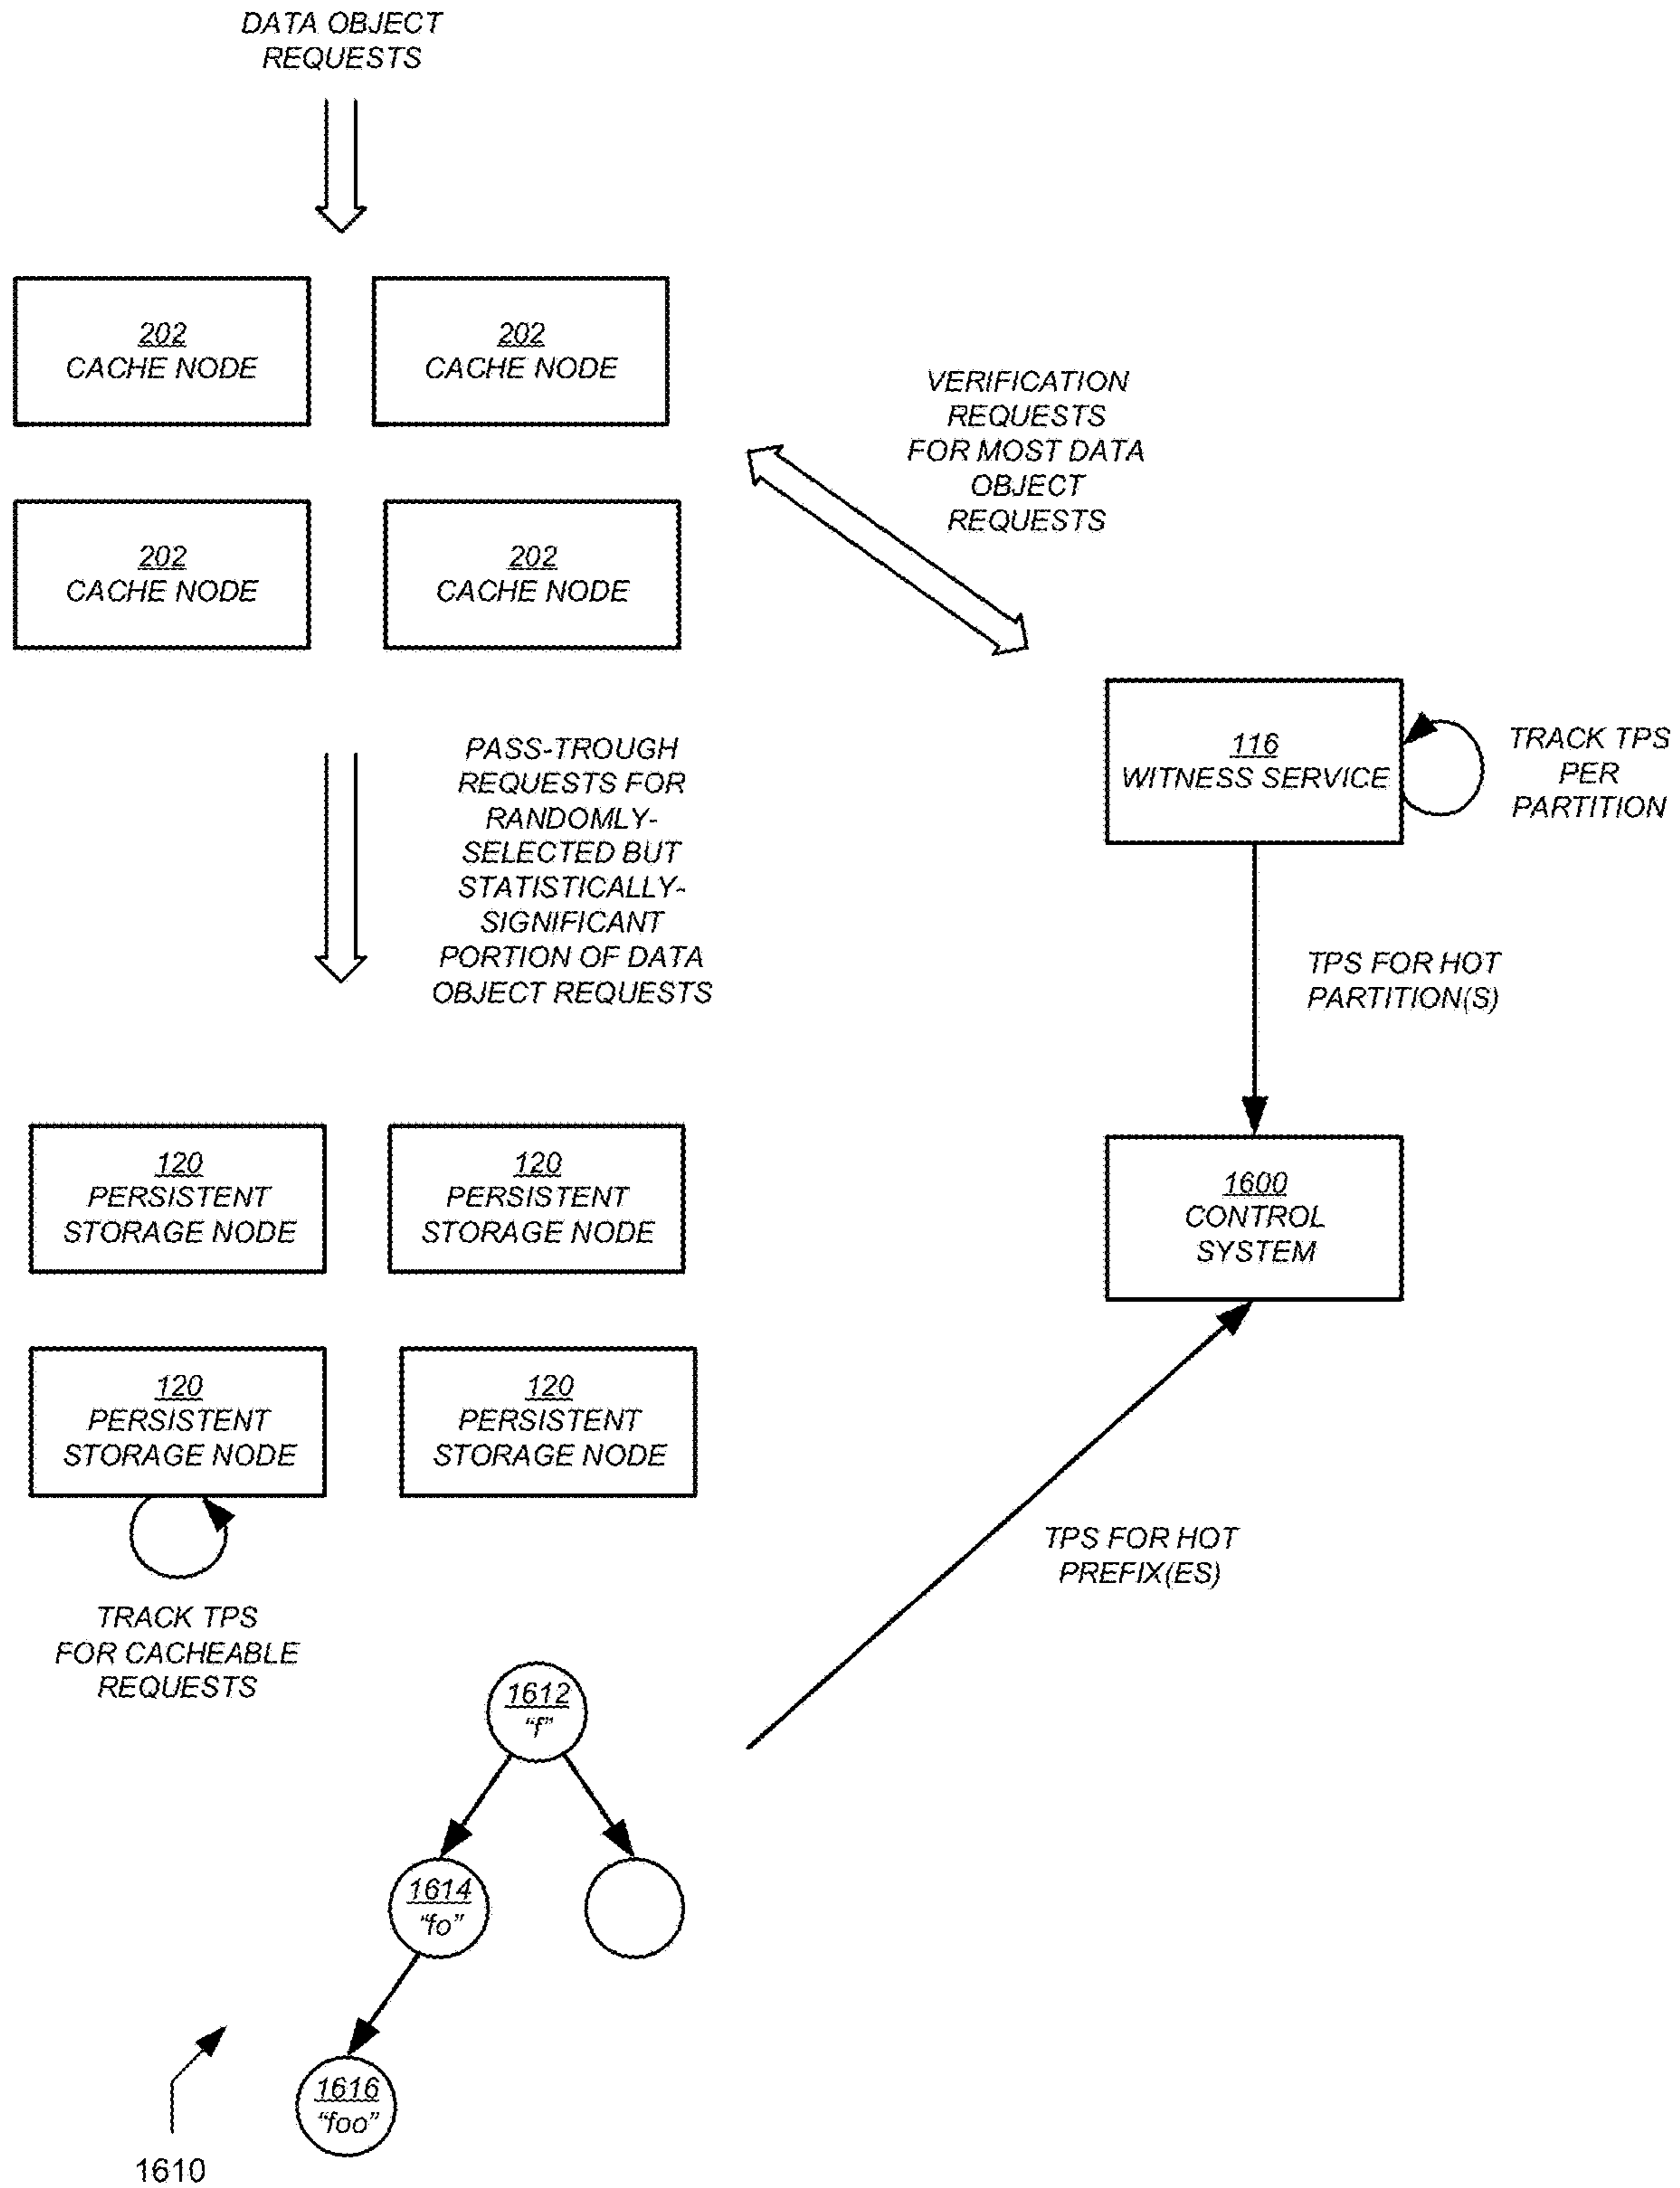 DATA OBJECT
REQUESTS
202
CACHE NODE
202
CACHE NODE
202
CACHE NODE
202
CACHE NODE
VERIFICATION
REQUESTS
FOR MOST DATA
OBJECT
REQUESTS
116
WITNESS SERVICE
TRACK TPS
PER
PARTITION
PASS-TROUGH
REQUESTS FOR
RANDOMLY-
SELECTED BUT
STATISTICALLY-
SIGNIFICANT
PORTION OF DATA
OBJECT REQUESTS
TPS FOR HOT
PARTITION(S)
120
PERSISTENT
STORAGE NODE
120
PERSISTENT
STORAGE NODE
1600
CONTROL
SYSTEM
120
PERSISTENT
STORAGE NODE
120
PERSISTENT
STORAGE NODE
TRACK TPS
FOR CACHEABLE
REQUESTS
TPS FOR HOT
PREFIX(ES)
1612
"f"
1614
"fo"
1616
"foo"
1610